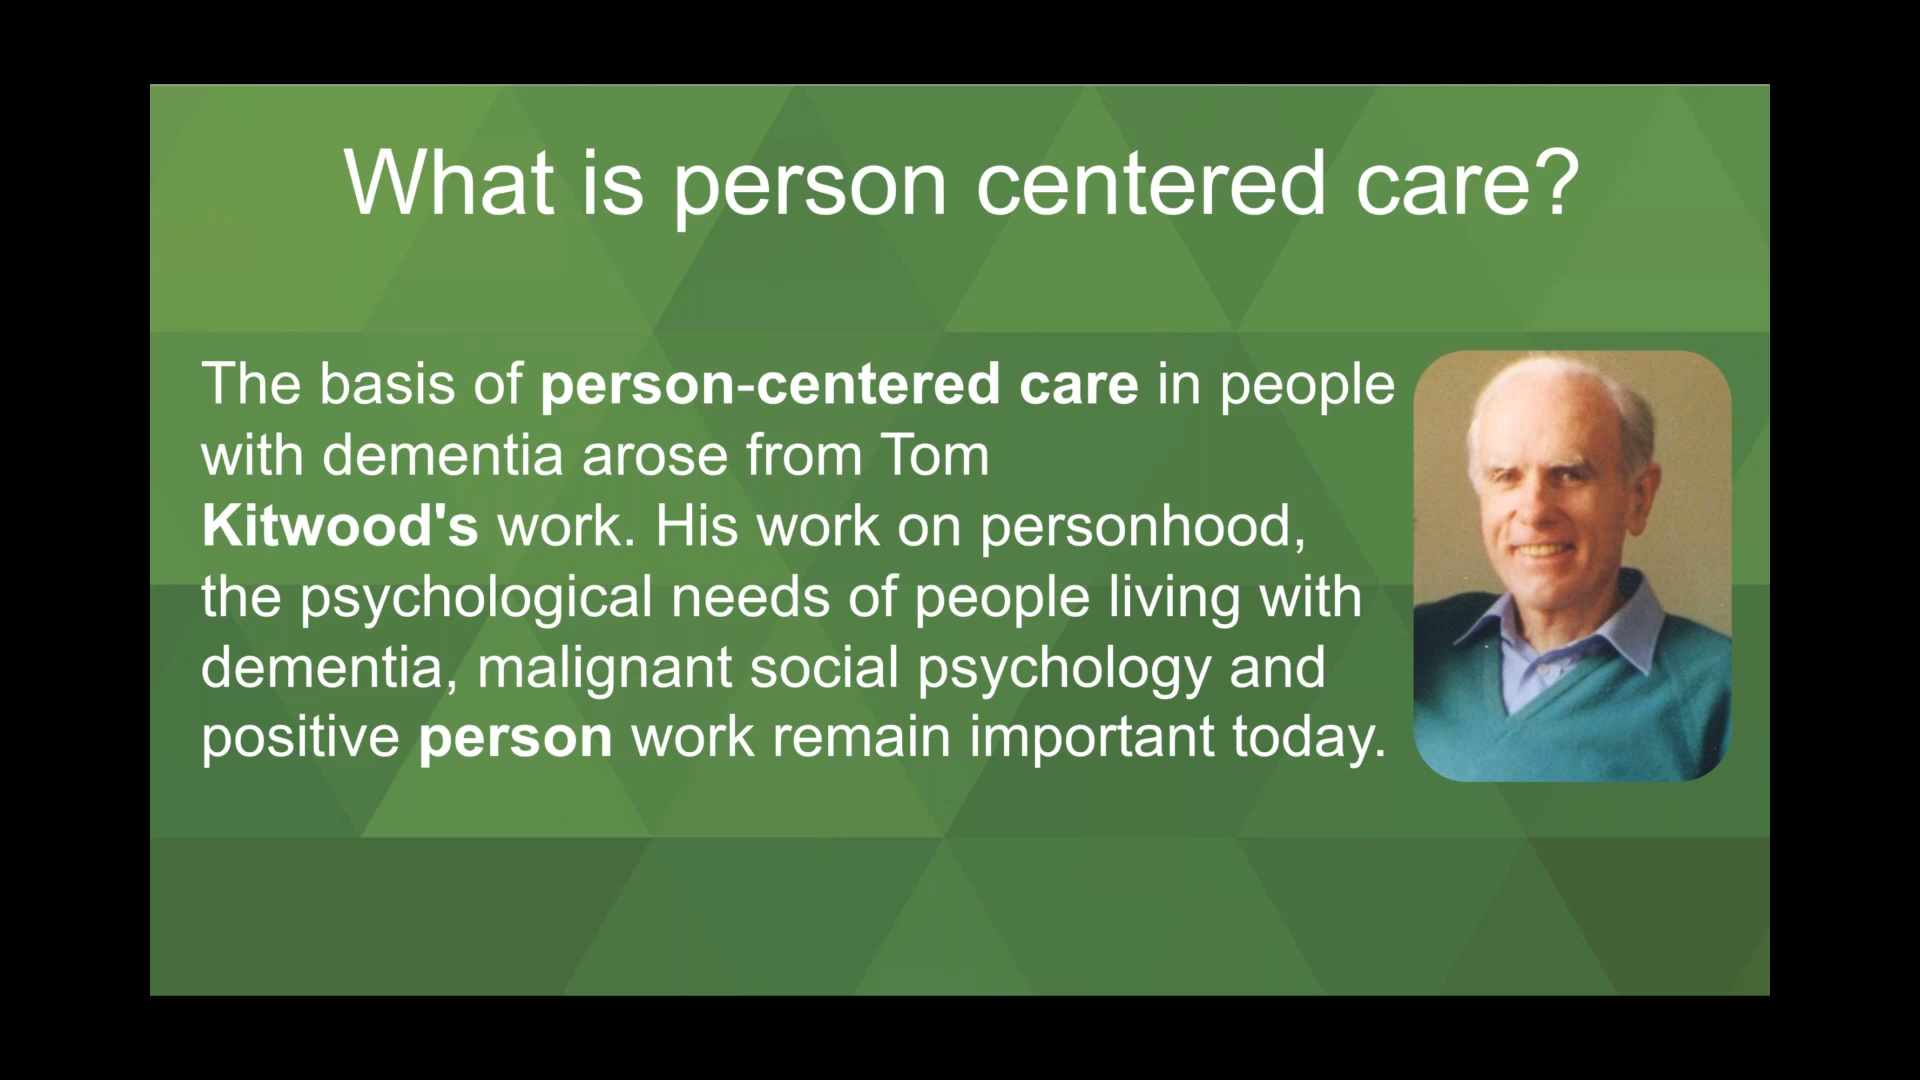 What is person centered care?
The basis of person-centered care in people
with dementia arose from Tom
Kitwood's work. His work on personhood,
the psychological needs of people living with
dementia, malignant social psychology and
positive person work remain important today.